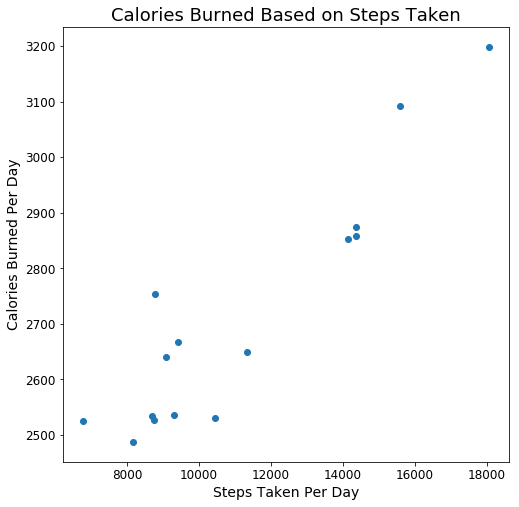 Calories Burned Based on Steps Taken
3200
3100
3000
2900
2800
2700
2600
2500
Calories Burned Per Day
8000 10000 12000 14000 16000 18000
Steps Taken Per Day